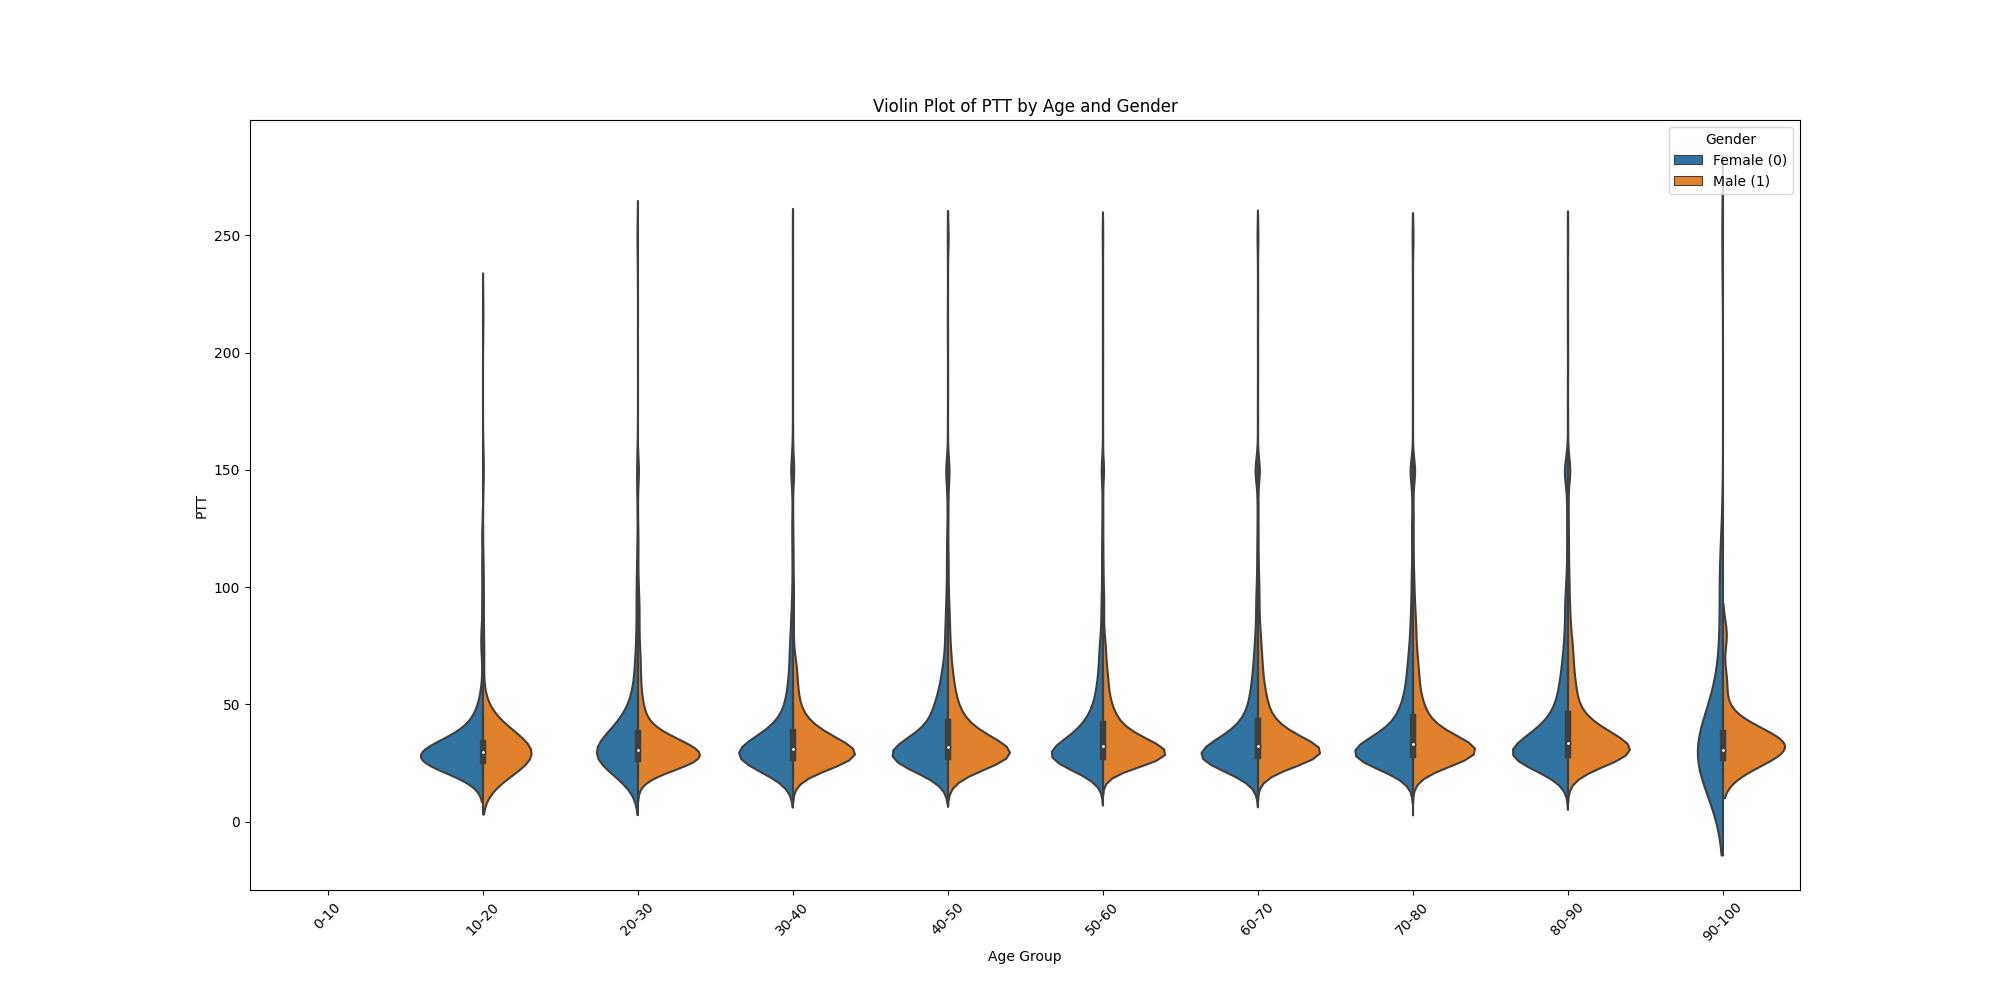 Violin Plot of PTT by Age and Gender
Gender
Female (0)
Male (1)
250
200
150
100
50
0
PTT
0-10
10-20
20-30
30-40
40-50
50-60
60-70
70-80
80-90
90-100
Age Group